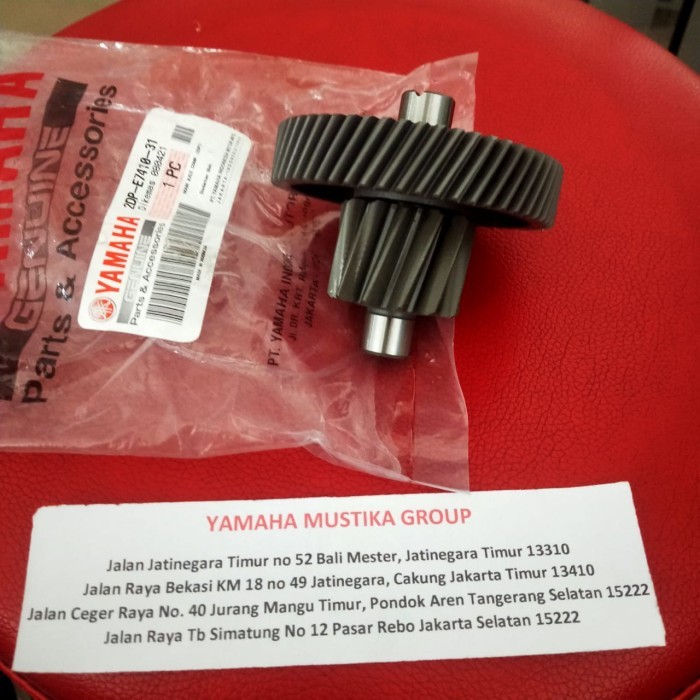 YAMAHA
GENUINE
Parts & Accessories
YAMAHA
GENUINE
Parts & Accessories
2DP-E7410-31
Dikemas 080421
1 PC
PT. YAMAHA INDO
JAKARTA
YAMAHA MUSTIKA GROUP
Jalan Jatinegara Timur no 52 Bali Mester, Jatinegara Timur 13310
Jalan Raya Bekasi KM 18 no 49 Jatinegara, Cakung Jakarta Timur 13410
Jalan Ceger Raya No. 40 Jurang Mangu Timur, Pondok Aren Tangerang Selatan 15222
Jalan Raya Tb Simatung No 12 Pasar Rebo Jakarta Selatan 15222